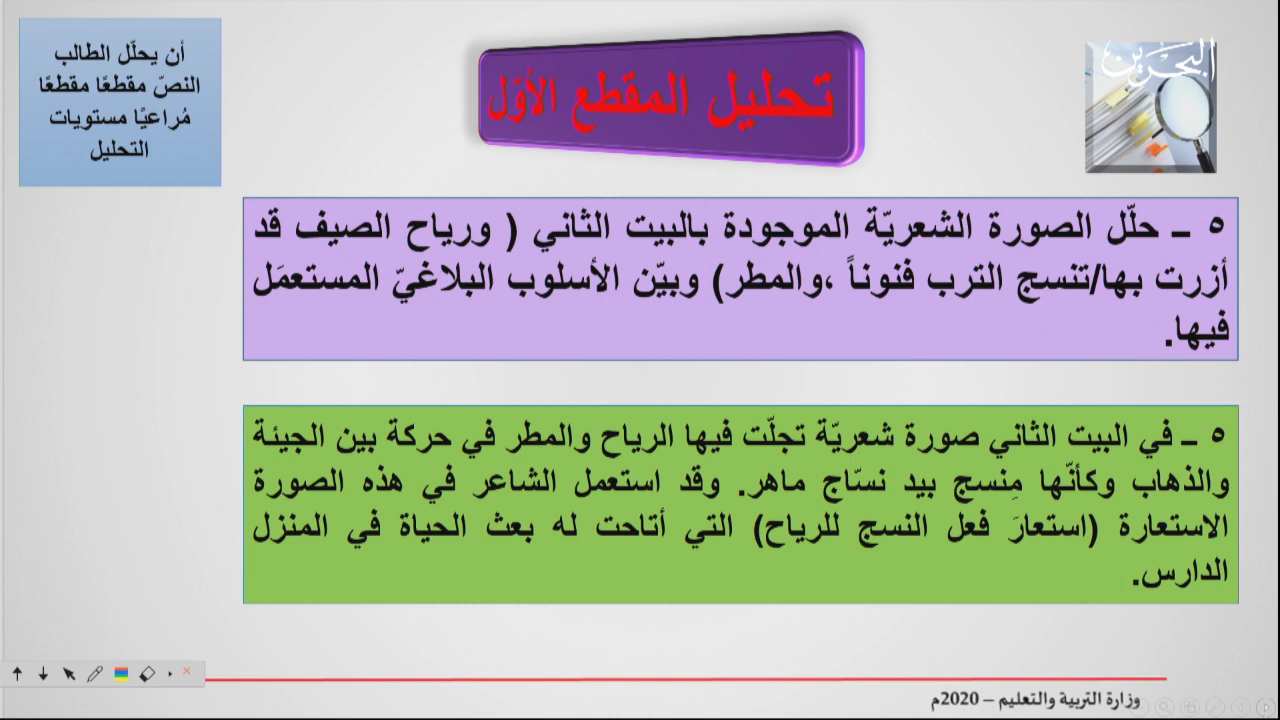 البحرين
تحليل المقطع الأوّل
أن يحلّل الطالب
النصّ مقطعًا مقطعًا
مُراعيًا مستويات
التحليل
٥ ــ حلّل الصورة الشعريّة الموجودة بالبيت الثاني ( ورياح الصيف قد
أزرت بها/تنسج الترب فنوناً ،والمطر) وبيّن الأسلوب البلاغيّ المستعمَل
فيها.
٥ ــ في البيت الثاني صورة شعريّة تجلّت فيها الرياح والمطر في حركة بين الجيئة
والذهاب وكأنّها مِنسج بيد نسّاج ماهر. وقد استعمل الشاعر في هذه الصورة
الاستعارة (استعارَ فعل النسج للرياح) التي أتاحت له بعث الحياة في المنزل
الدارس.
وزارة التربية والتعليم – 2020م